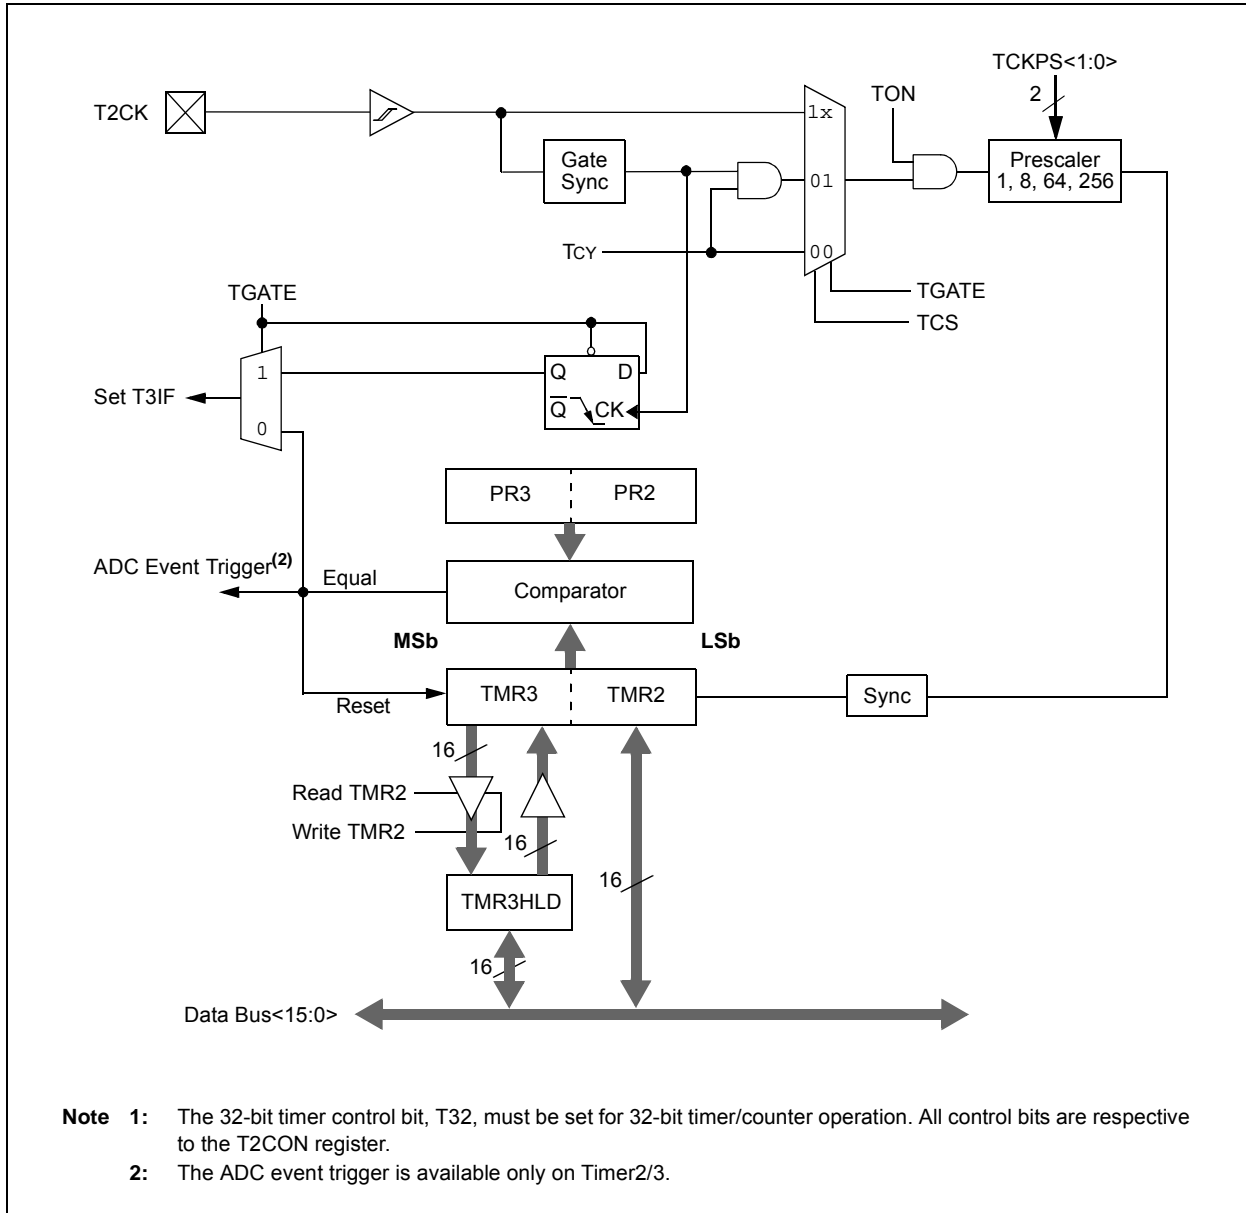 TCKPS<1:0>
2
T2CK
TON
1x
Gate
Sync
Prescaler
1, 8, 64, 256
01
TCY
00
TGATE
TCS
TGATE
1
Q
D
Set T3IF
Q
CK
0
PR3
PR2
ADC Event Trigger(2)
Equal
Comparator
MSb
LSb
TMR3
TMR2
Sync
Reset
16
Read TMR2
Write TMR2
16
16
TMR3HLD
16
Data Bus<15:0>
Note 1: The 32-bit timer control bit, T32, must be set for 32-bit timer/counter operation. All control bits are respective
to the T2CON register.
2: The ADC event trigger is available only on Timer2/3.